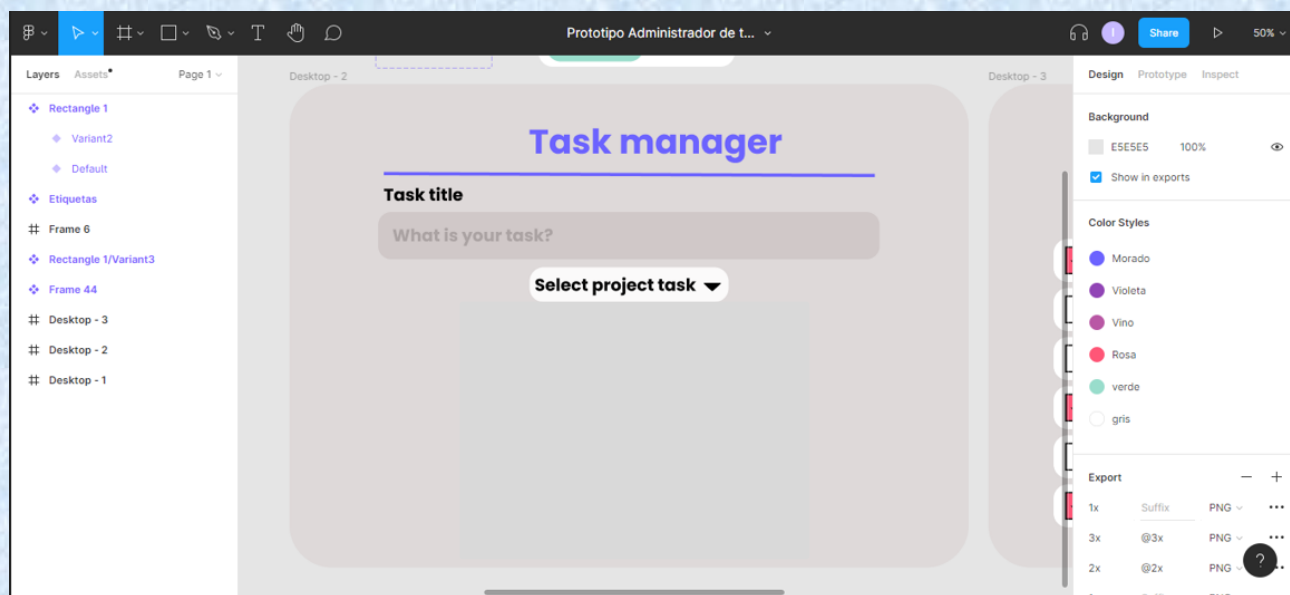 Prototipo Administrador de t...
I
Share
50%
Layers
Assets
Page 1
Rectangle 1
Variant2
Default
Etiquetas
Frame 6
Rectangle 1/Variant3
Frame 44
Desktop - 3
Desktop - 2
Desktop - 1
Desktop - 2
Task manager
Task title
What is your task?
Select project task
Desktop - 3
Design
Prototype
Inspect
Background
E5E5E5 100%
Show in exports
Color Styles
Morado
Violeta
Vino
Rosa
verde
gris
Export
1x Suffix PNG
3x @3x PNG
2x @2x PNG
?